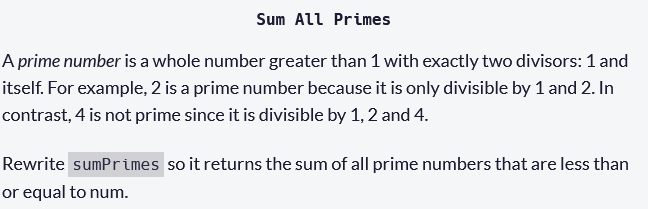 Sum All Primes
A prime number is a whole number greater than 1 with exactly two divisors: 1 and
itself. For example, 2 is a prime number because it is only divisible by 1 and 2. In
contrast, 4 is not prime since it is divisible by 1, 2 and 4.
Rewrite sumPrimes so it returns the sum of all prime numbers that are less than
or equal to num.